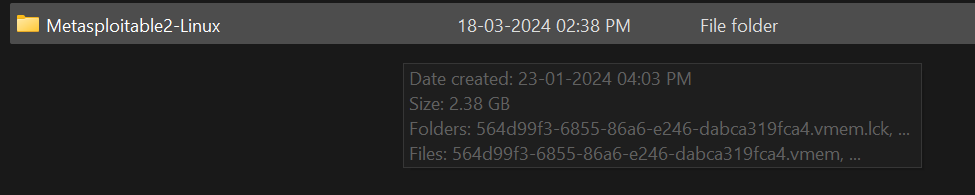 Metasploitable2-Linux 18-03-2024 02:38 PM File folder
Date created: 23-01-2024 04:03 PM
Size: 2.38 GB
Folders: 564d99f3-6855-86a6-e246-dabca319fca4.vmem.lck, ...
Files: 564d99f3-6855-86a6-e246-dabca319fca4.vmem, ...